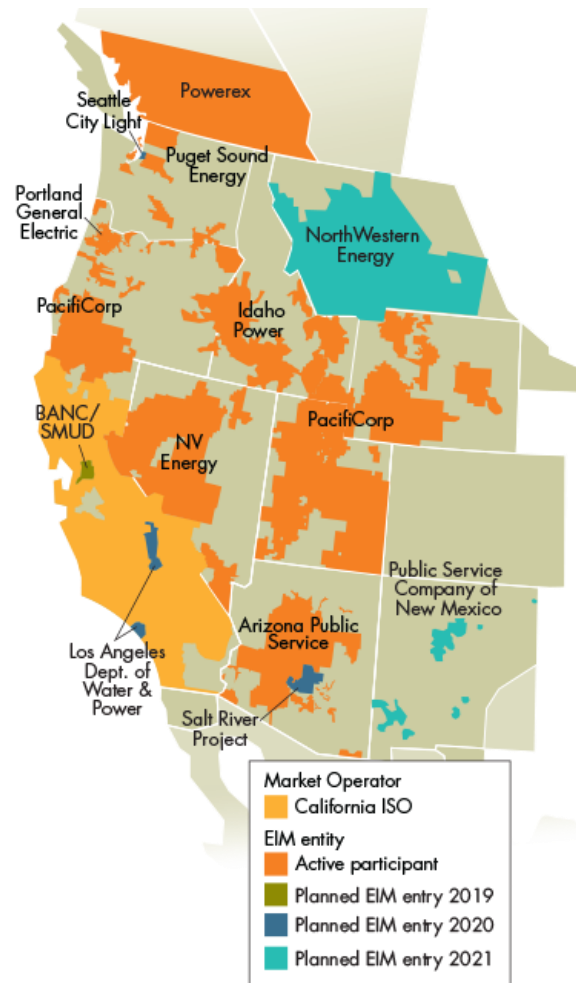 Powerex
Seattle
City Light
Puget Sound
Energy
Portland
General
Electric
NorthWestern
Energy
PacifiCorp
Idaho
Power
BANC/
SMUD
NV
Energy
PacifiCorp
Public Service
Company of
New Mexico
Arizona Public
Service
Los Angeles
Dept. of
Water &
Power
Salt River
Project
Market Operator
California ISO
EIM entity
Active participant
Planned EIM entry 2019
Planned EIM entry 2020
Planned EIM entry 2021